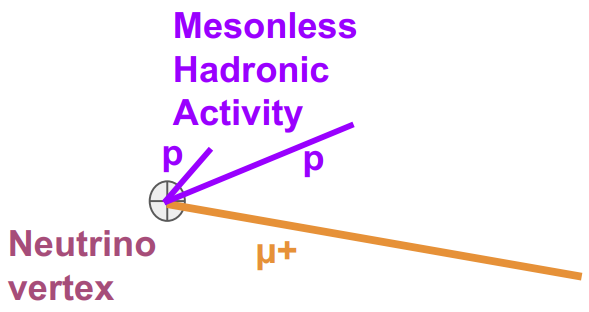 Mesonless
Hadronic
Activity
p
p
Neutrino
vertex
μ+